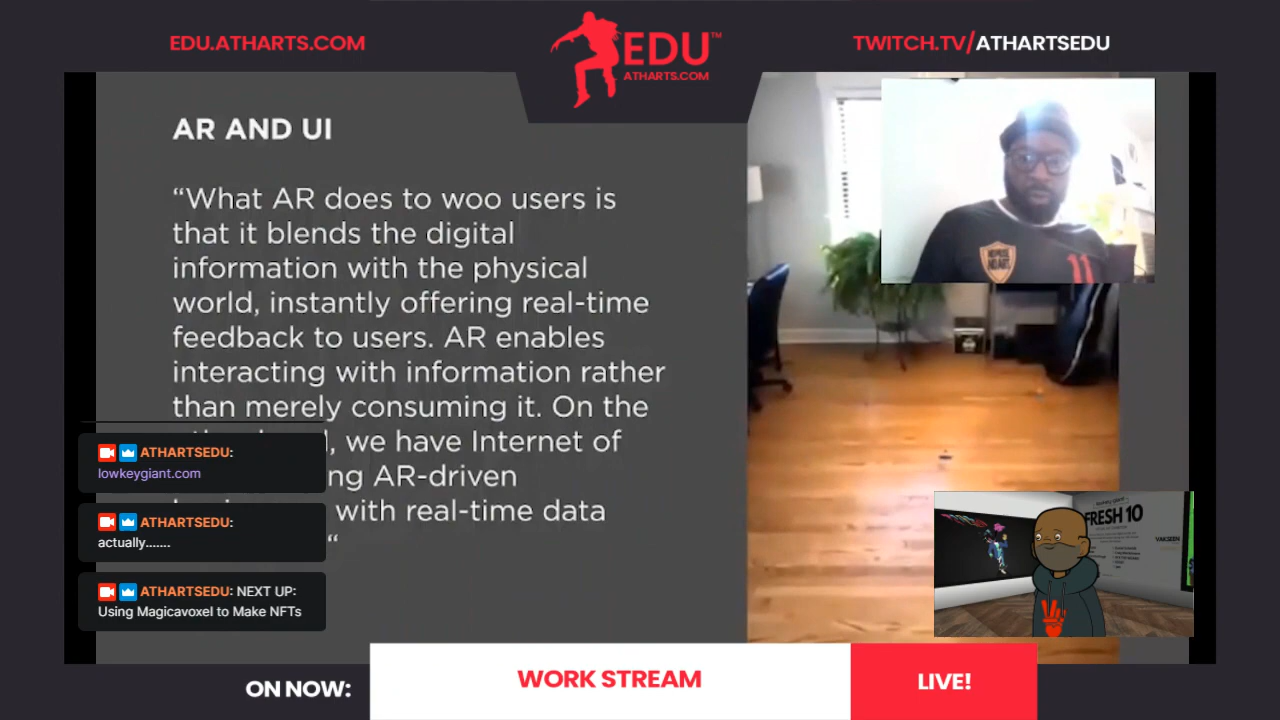 EDU.ATHARTS.COM
EDU™
ATHARTS.COM
TWITCH.TV/ATHARTSEDU
AR AND UI
“What AR does to woo users is
that it blends the digital
information with the physical
world, instantly offering real-time
feedback to users. AR enables
interacting with information rather
than merely consuming it. On the
, we have Internet of
ng AR-driven
with real-time data
“
ATHARTSEDU:
lowkeygiant.com
ATHARTSEDU:
actually.......
ATHARTSEDU: NEXT UP:
Using Magicavoxel to Make NFTs
11
FRESH 10
ON NOW:
WORK STREAM
LIVE!